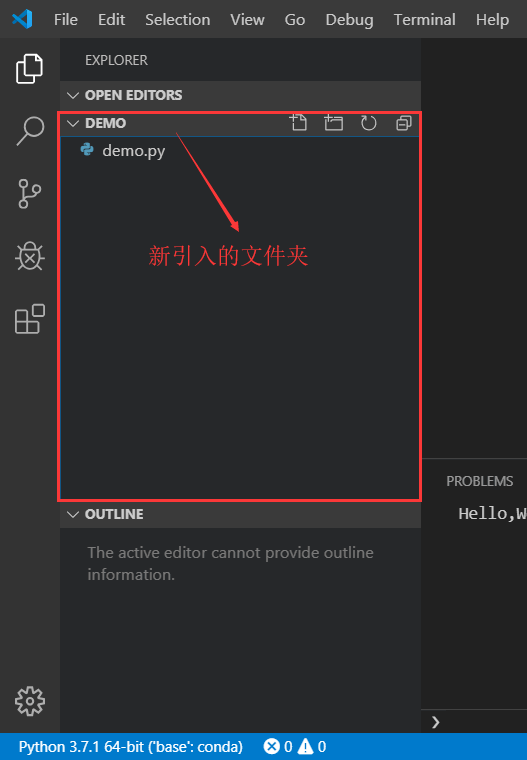 File Edit Selection View Go Debug Terminal Help
EXPLORER
OPEN EDITORS
DEMO
demo.py
新引入的文件夹
PROBLEMS
Hello,W
OUTLINE
The active editor cannot provide outline
information.
Python 3.7.1 64-bit ('base': conda) 0 0